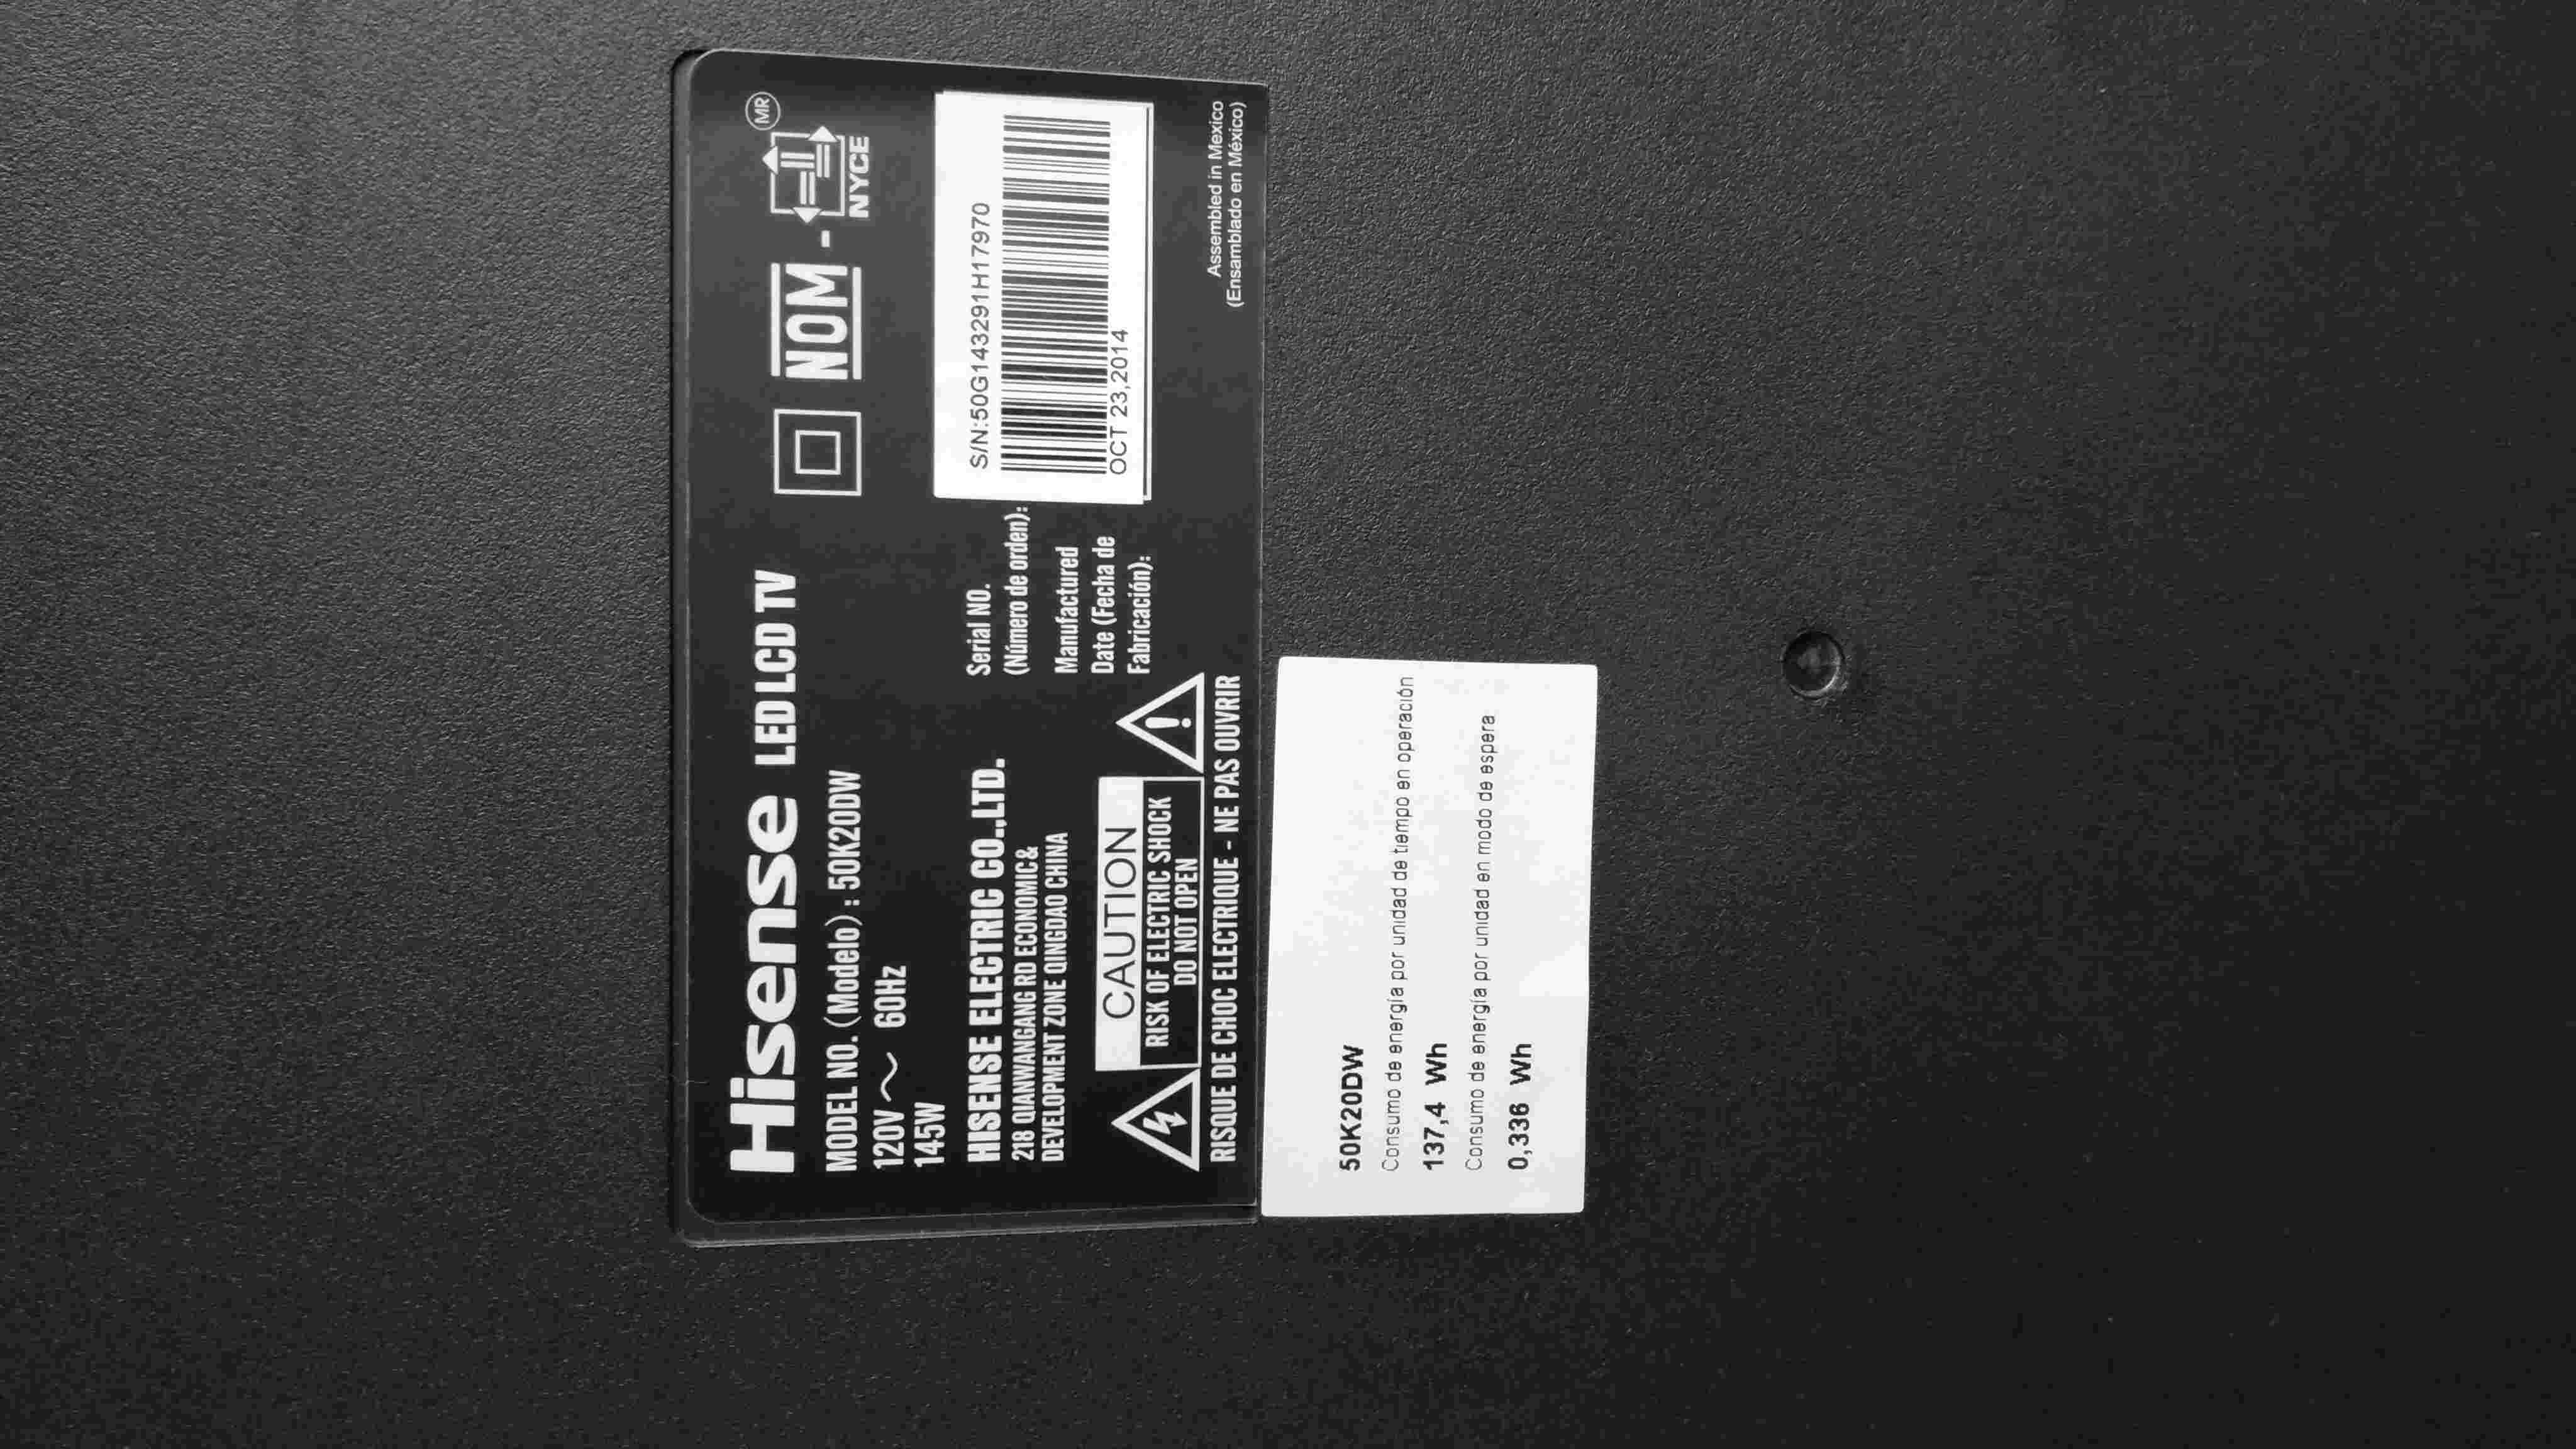 Hisense LED LCD TV
MODEL NO. (Modelo) : 50K20DW
120V～ 60Hz
145W
NOM - NYCE MR
HISENSE ELECTRIC CO.,LTD.
218 QIANWANGANG RD ECONOMIC&
DEVELOPMENT ZONE QINGDAO CHINA
Serial NO.
(Número de orden):
Manufactured
Date (Fecha de
Fabricación):
S/N:50G143291H17970
OCT 23,2014
CAUTION
RISK OF ELECTRIC SHOCK
DO NOT OPEN
RISQUE DE CHOC ELECTRIQUE - NE PAS OUVRIR
Assembled in Mexico
(Ensamblado en México)
50K20DW
Consumo de energía por unidad de tiempo en operación
137,4 Wh
Consumo de energía por unidad en modo de espera
0,336 Wh